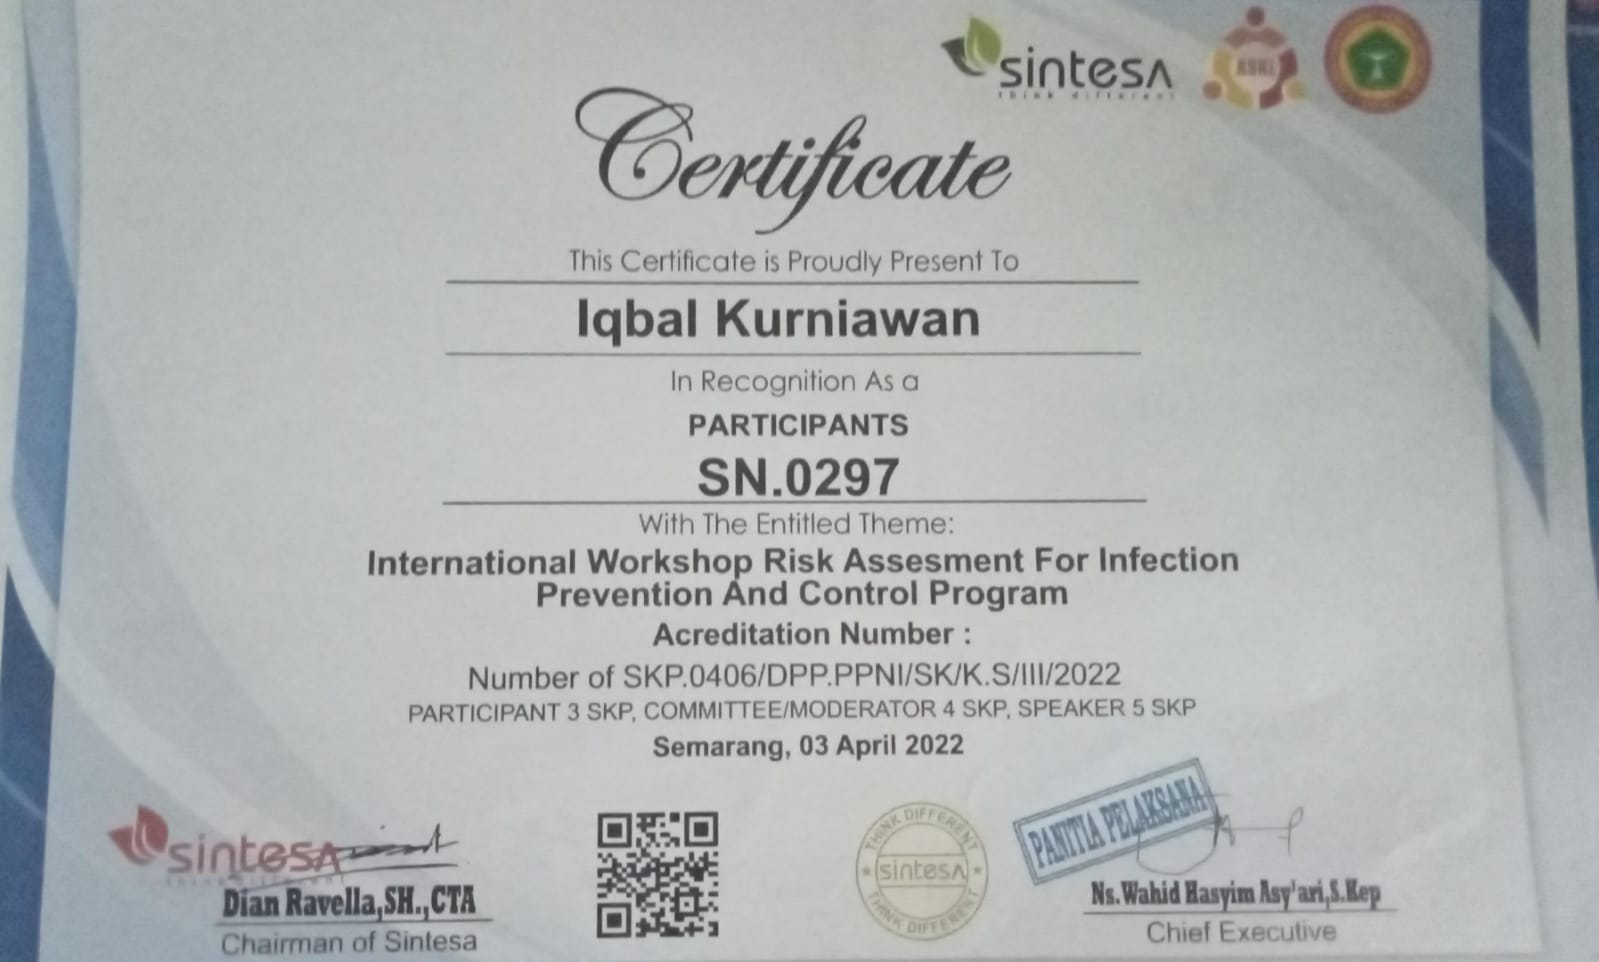 sintesa
think different
ASKI
Certificate
This Certificate is Proudly Present To
Iqbal Kurniawan
In Recognition As a
PARTICIPANTS
SN.0297
With The Entitled Theme:
International Workshop Risk Assesment For Infection
Prevention And Control Program
Acreditation Number :
Number of SKP.0406/DPP.PPNI/SK/K.S/III/2022
PARTICIPANT 3 SKP, COMMITTEE/MODERATOR 4 SKP, SPEAKER 5 SKP
Semarang, 03 April 2022
sintesa
think different
Dian Ravella,SH.,CTA
Chairman of Sintesa
THINK DIFFERENT
sintesa
THINK DIFFERENT
PANITIA PELAKSANA
Ns.Wahid Hasyim Asy'ari,S.Kep
Chief Executive